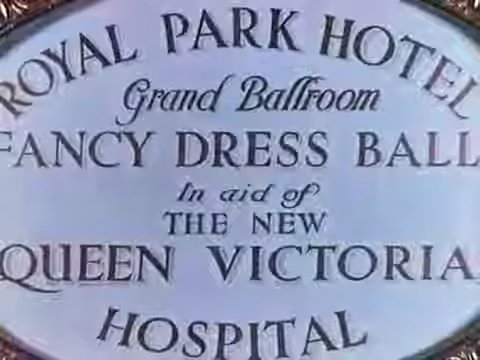 ROYAL PARK HOTEL
Grand Ballroom
FANCY DRESS BALL
In aid of
THE NEW
QUEEN VICTORIA
HOSPITAL